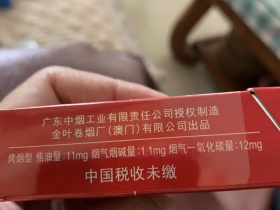 广东中烟工业有限责任公司授权制造
金叶卷烟厂(澳门)有限公司出品
烤烟型 焦油量:11mg 烟气烟碱量:1.1mg 烟气一氧化碳量:12mg
中国税收未缴